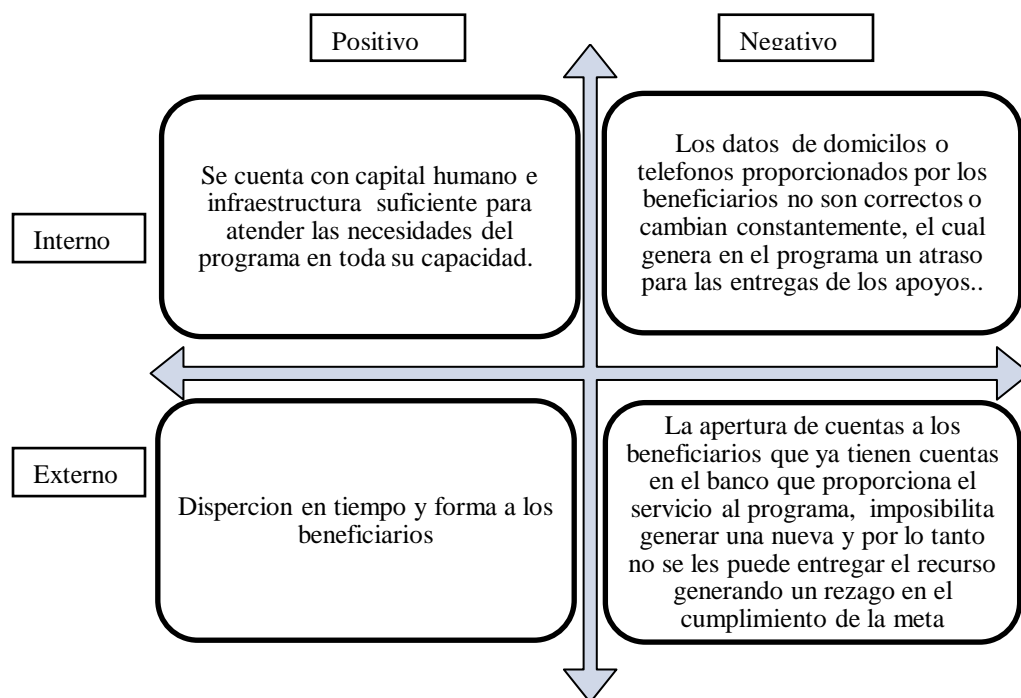 Positivo
Negativo
Interno
Se cuenta con capital humano e
infraestructura suficiente para
atender las necesidades del
programa en toda su capacidad.
Los datos de domicilos o
telefonos proporcionados por los
beneficiarios no son correctos o
cambian constantemente, el cual
genera en el programa un atraso
para las entregas de los apoyos..
Externo
Dispercion en tiempo y forma a los
beneficiarios
La apertura de cuentas a los
beneficiarios que ya tienen cuentas
en el banco que proporciona el
servicio al programa, imposibilita
generar una nueva y por lo tanto
no se les puede entregar el recurso
generando un rezago en el
cumplimiento de la meta